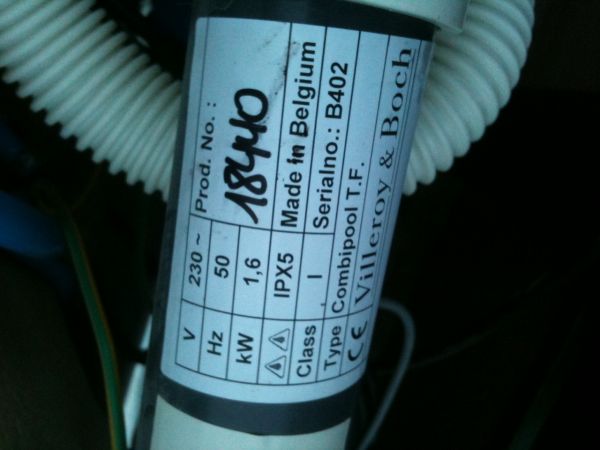 V 230 ~ Prod. No. :
Hz 50 18440
kW 1,6
IPX5 Made in Belgium
Class I Serialno.: B402
Type Combipool T.F.
CE Villeroy & Boch